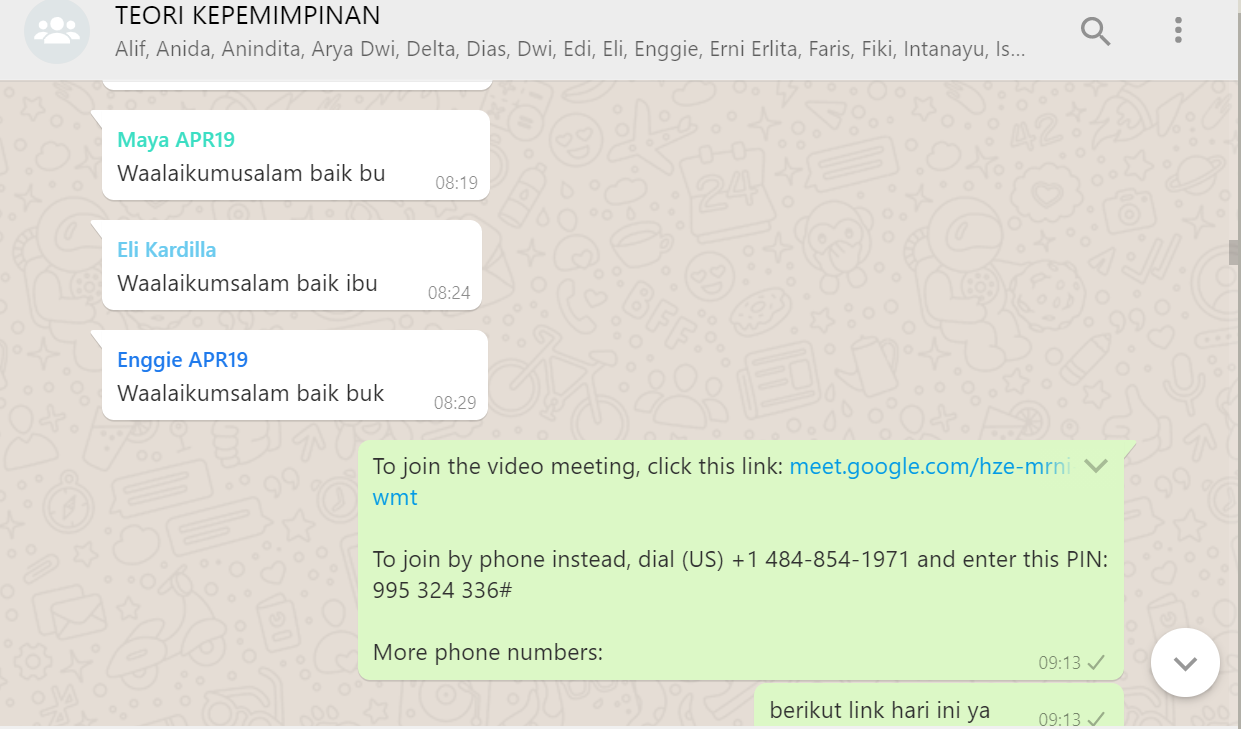 TEORI KEPEMIMPINAN
Alif, Anida, Anindita, Arya Dwi, Delta, Dias, Dwi, Edi, Eli, Enggie, Erni Erlita, Faris, Fiki, Intanayu, Is...
Maya APR19
Waalaikumusalam baik bu
08:19
Eli Kardilla
Waalaikumsalam baik ibu
08:24
Enggie APR19
Waalaikumsalam baik buk
08:29
To join the video meeting, click this link: meet.google.com/hze-mrni
wmt
To join by phone instead, dial (US) +1 484-854-1971 and enter this PIN:
995 324 336#
More phone numbers:
09:13
berikut link hari ini ya
09:13